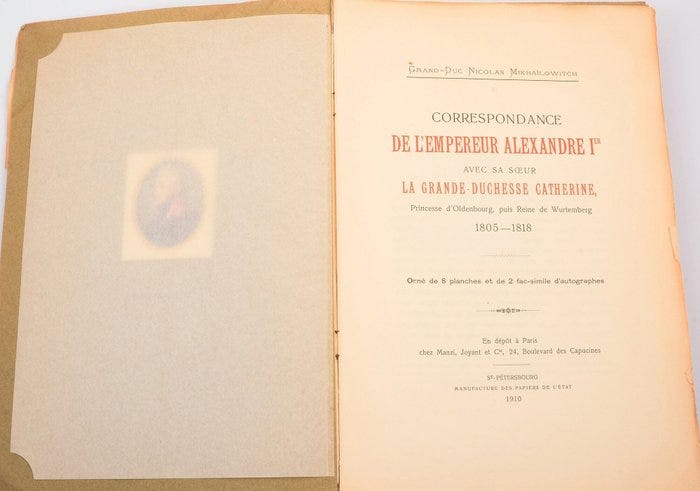 GRAND-DUC NICOLAS MIKHAÏLOWITCH
CORRESPONDANCE
DE L'EMPEREUR ALEXANDRE Iᴱᴿ
AVEC SA SŒUR
LA GRANDE-DUCHESSE CATHERINE,
Princesse d'Oldenbourg, puis Reine de Wurtemberg
1805—1818
Orné de 8 planches et de 2 fac-simile d'autographes
En dépôt à Paris
chez Manzi, Joyant et Cᵉ, 24, Boulevard des Capucines
Sᵗ-PÉTERSBOURG
MANUFACTURE DES PAPIERS DE L'ÉTAT
1910